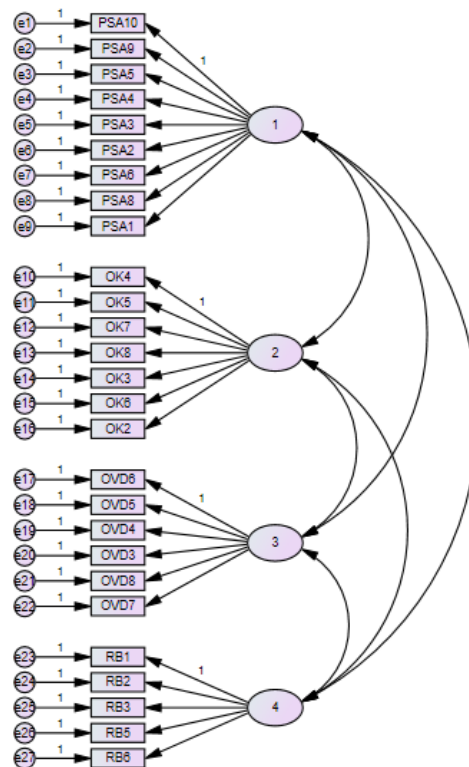 e1 1 PSA10
e2 1 PSA9
e3 1 PSA5 1
e4 1 PSA4
e5 1 PSA3 1
e6 1 PSA2
e7 1 PSA6
e8 1 PSA8
e9 1 PSA1
e10 1 OK4
e11 1 OK5 1
e12 1 OK7
e13 1 OK8 2
e14 1 OK3
e15 1 OK6
e16 1 OK2
e17 1 OVD6
e18 1 OVD5 1
e19 1 OVD4
e20 1 OVD3 3
e21 1 OVD8
e22 1 OVD7
e23 1 RB1
e24 1 RB2 1
e25 1 RB3 4
e26 1 RB5
e27 1 RB6